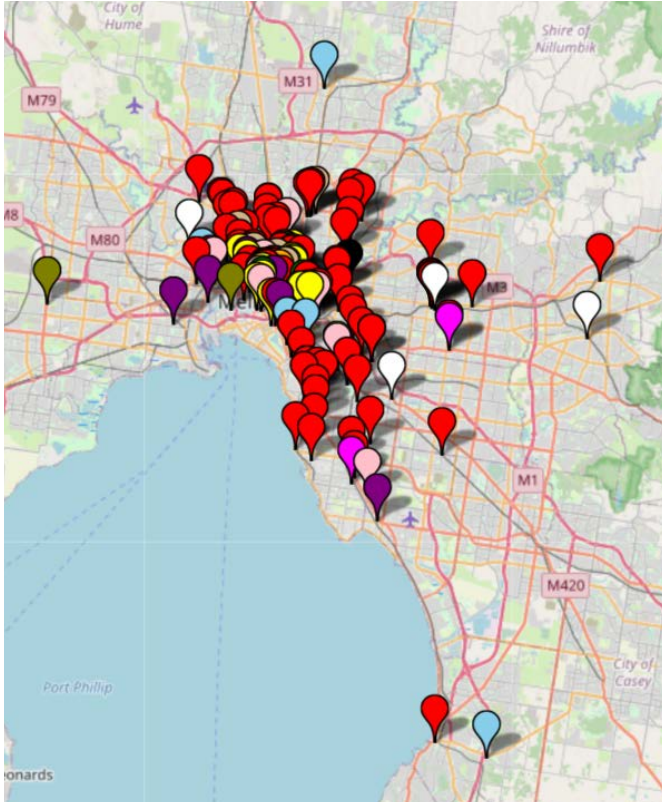 City of
Hume
Shire of
Nillumbik
M31
M79
M8
M80
M3
M1
M420
City of
Casey
Port Phillip
eonards